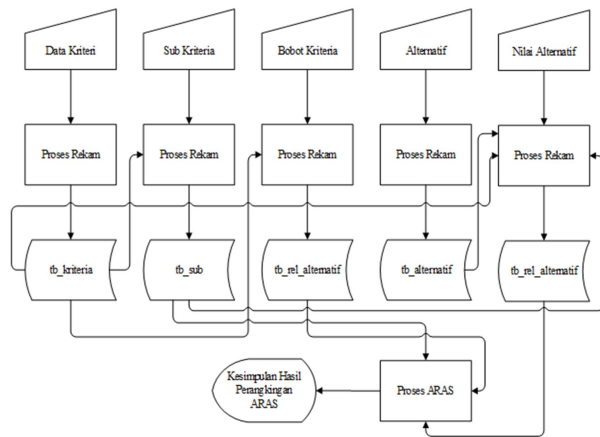 Data Kriteri
Sub Kriteria
Bobot Kriteria
Alternatif
Nilai Alternatif
Proses Rekam
Proses Rekam
Proses Rekam
Proses Rekam
Proses Rekam
tb_kriteria
tb_sub
tb_rel_alternatif
tb_alternatif
tb_rel_alternatif
Kesimpulan Hasil
Perangkingan
ARAS
Proses ARAS